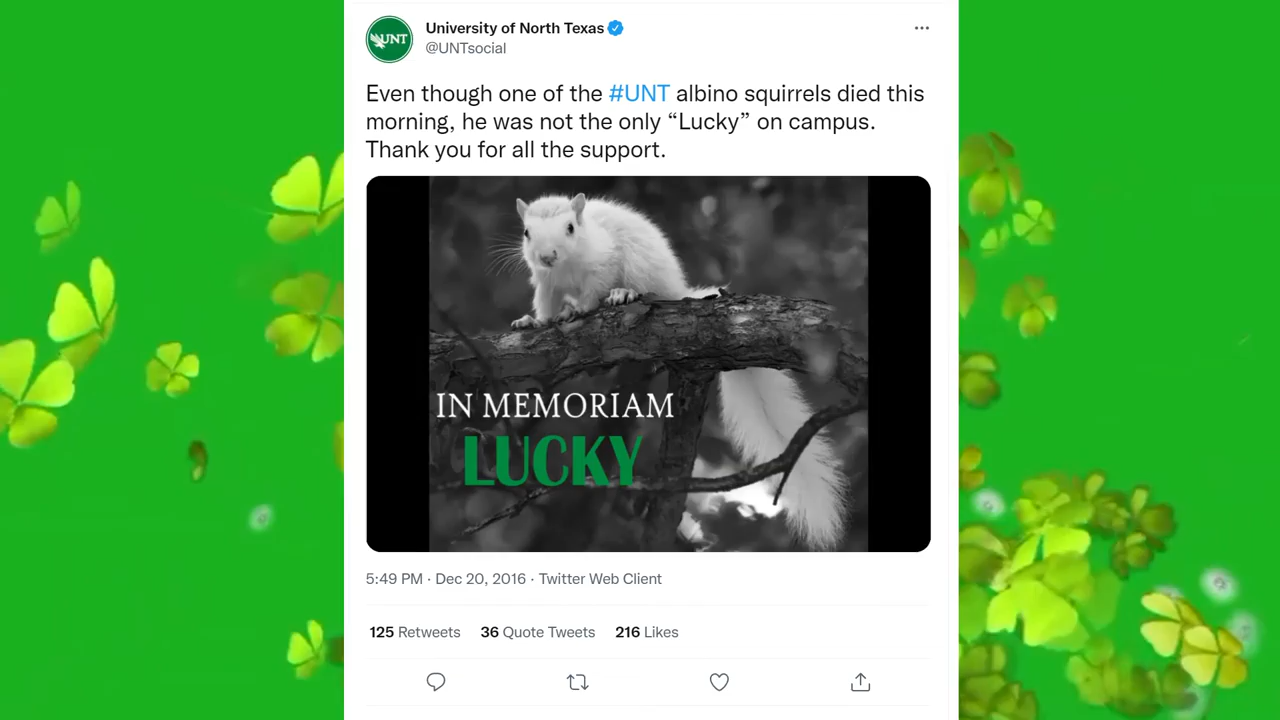 UNT
University of North Texas
@UNTsocial
Even though one of the #UNT albino squirrels died this
morning, he was not the only “Lucky” on campus.
Thank you for all the support.
IN MEMORIAM
LUCKY
5:49 PM · Dec 20, 2016 · Twitter Web Client
125 Retweets 36 Quote Tweets 216 Likes